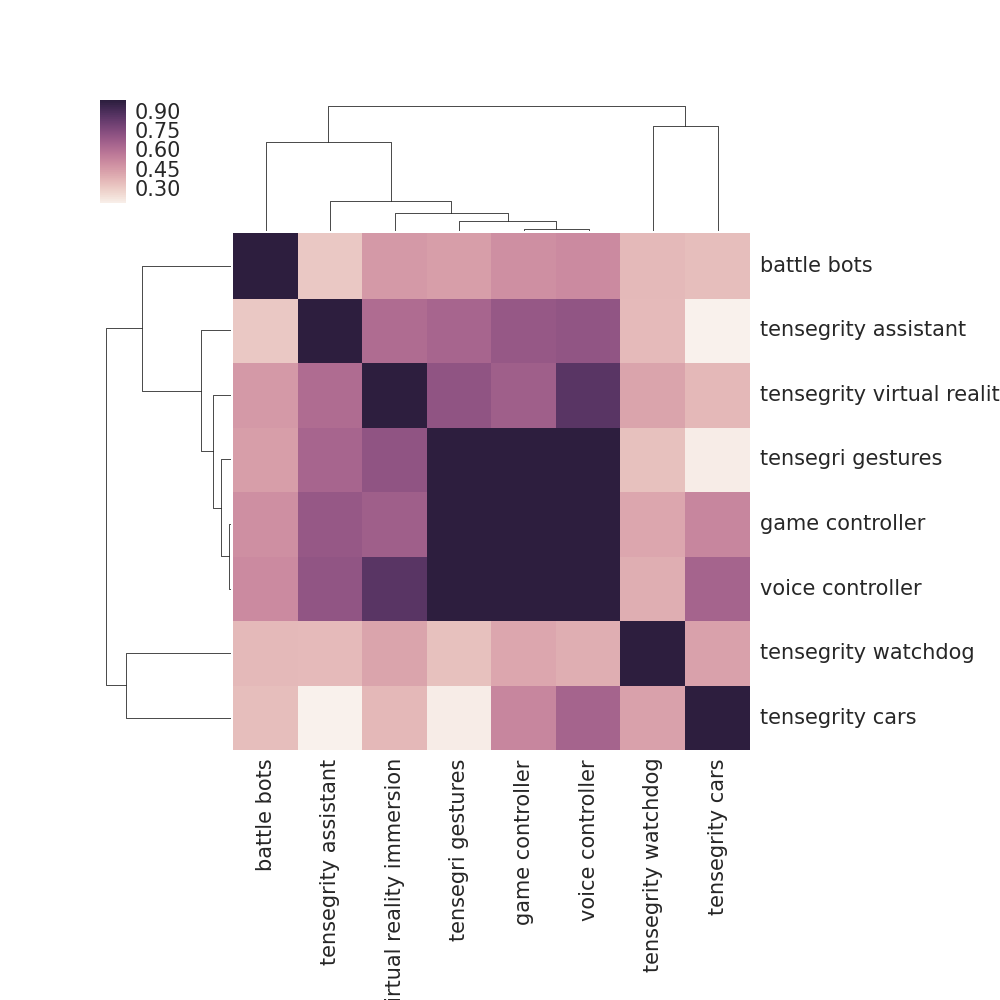 0.90
0.75
0.60
0.45
0.30
battle bots
tensegrity assistant
tensegrity virtual realit
tensegri gestures
game controller
voice controller
tensegrity watchdog
tensegrity cars
battle bots
tensegrity assistant
irtual reality immersion
tensegri gestures
game controller
voice controller
tensegrity watchdog
tensegrity cars